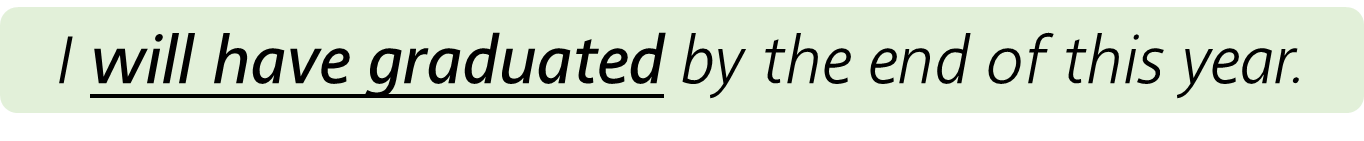 I will have graduated by the end of this year.